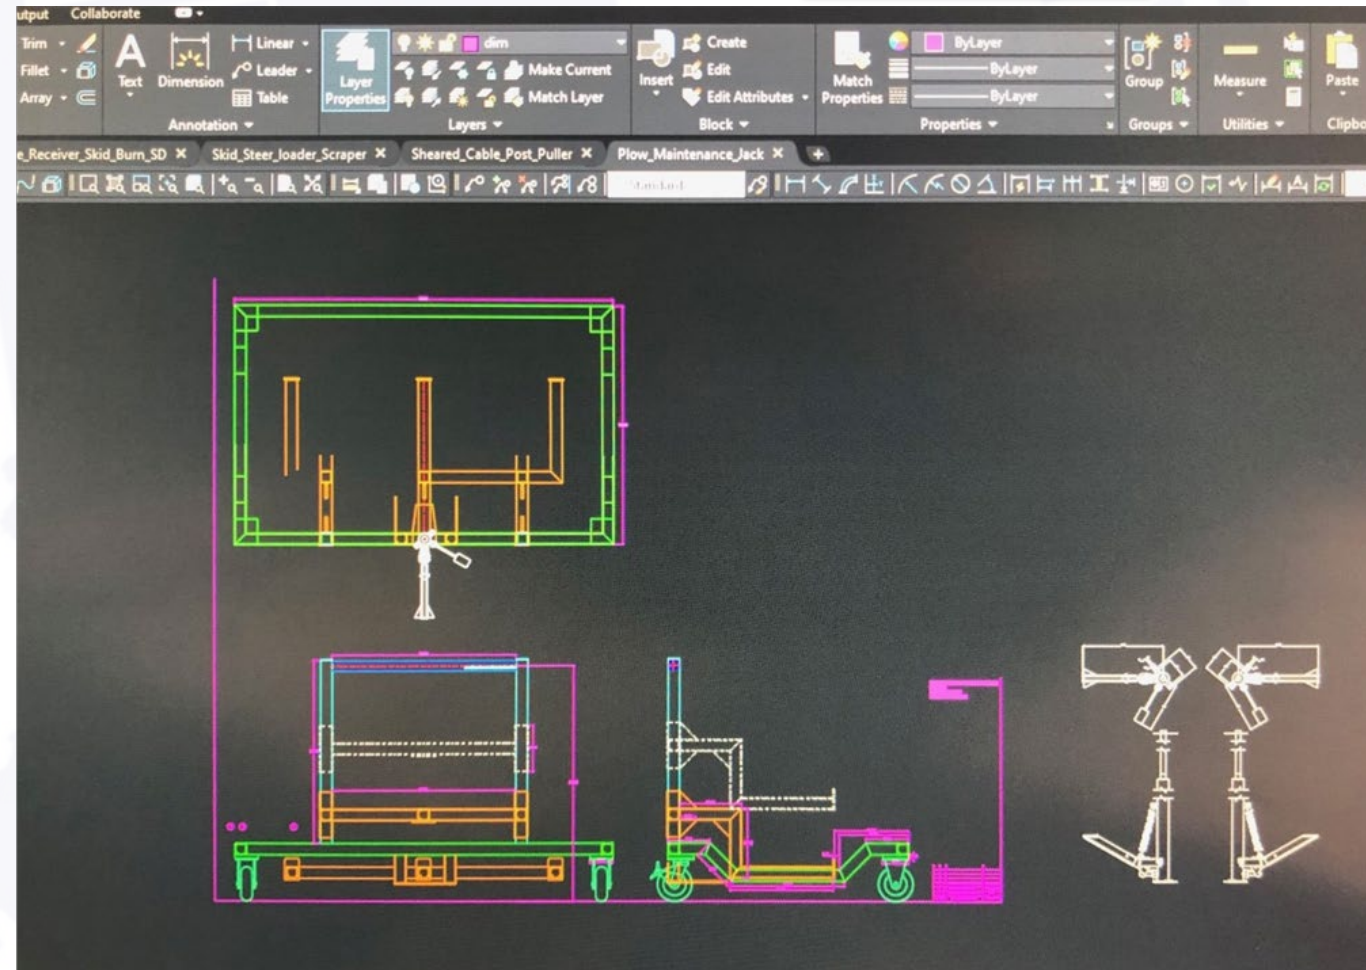 utput Collaborate
Trim
Fillet
Array
Text
Dimension
Linear
Leader
Table
Annotation
Layer Properties
dim
Make Current
Match Layer
Layers
Insert
Create
Edit
Edit Attributes
Block
Match Properties
ByLayer
ByLayer
ByLayer
Properties
Group
Groups
Measure
Utilities
Paste
Clipbo
e_Receiver_Skid_Burn_SD Skid_Steer_loader_Scraper Sheared_Cable_Post_Puller Plow_Maintenance_Jack
Standard